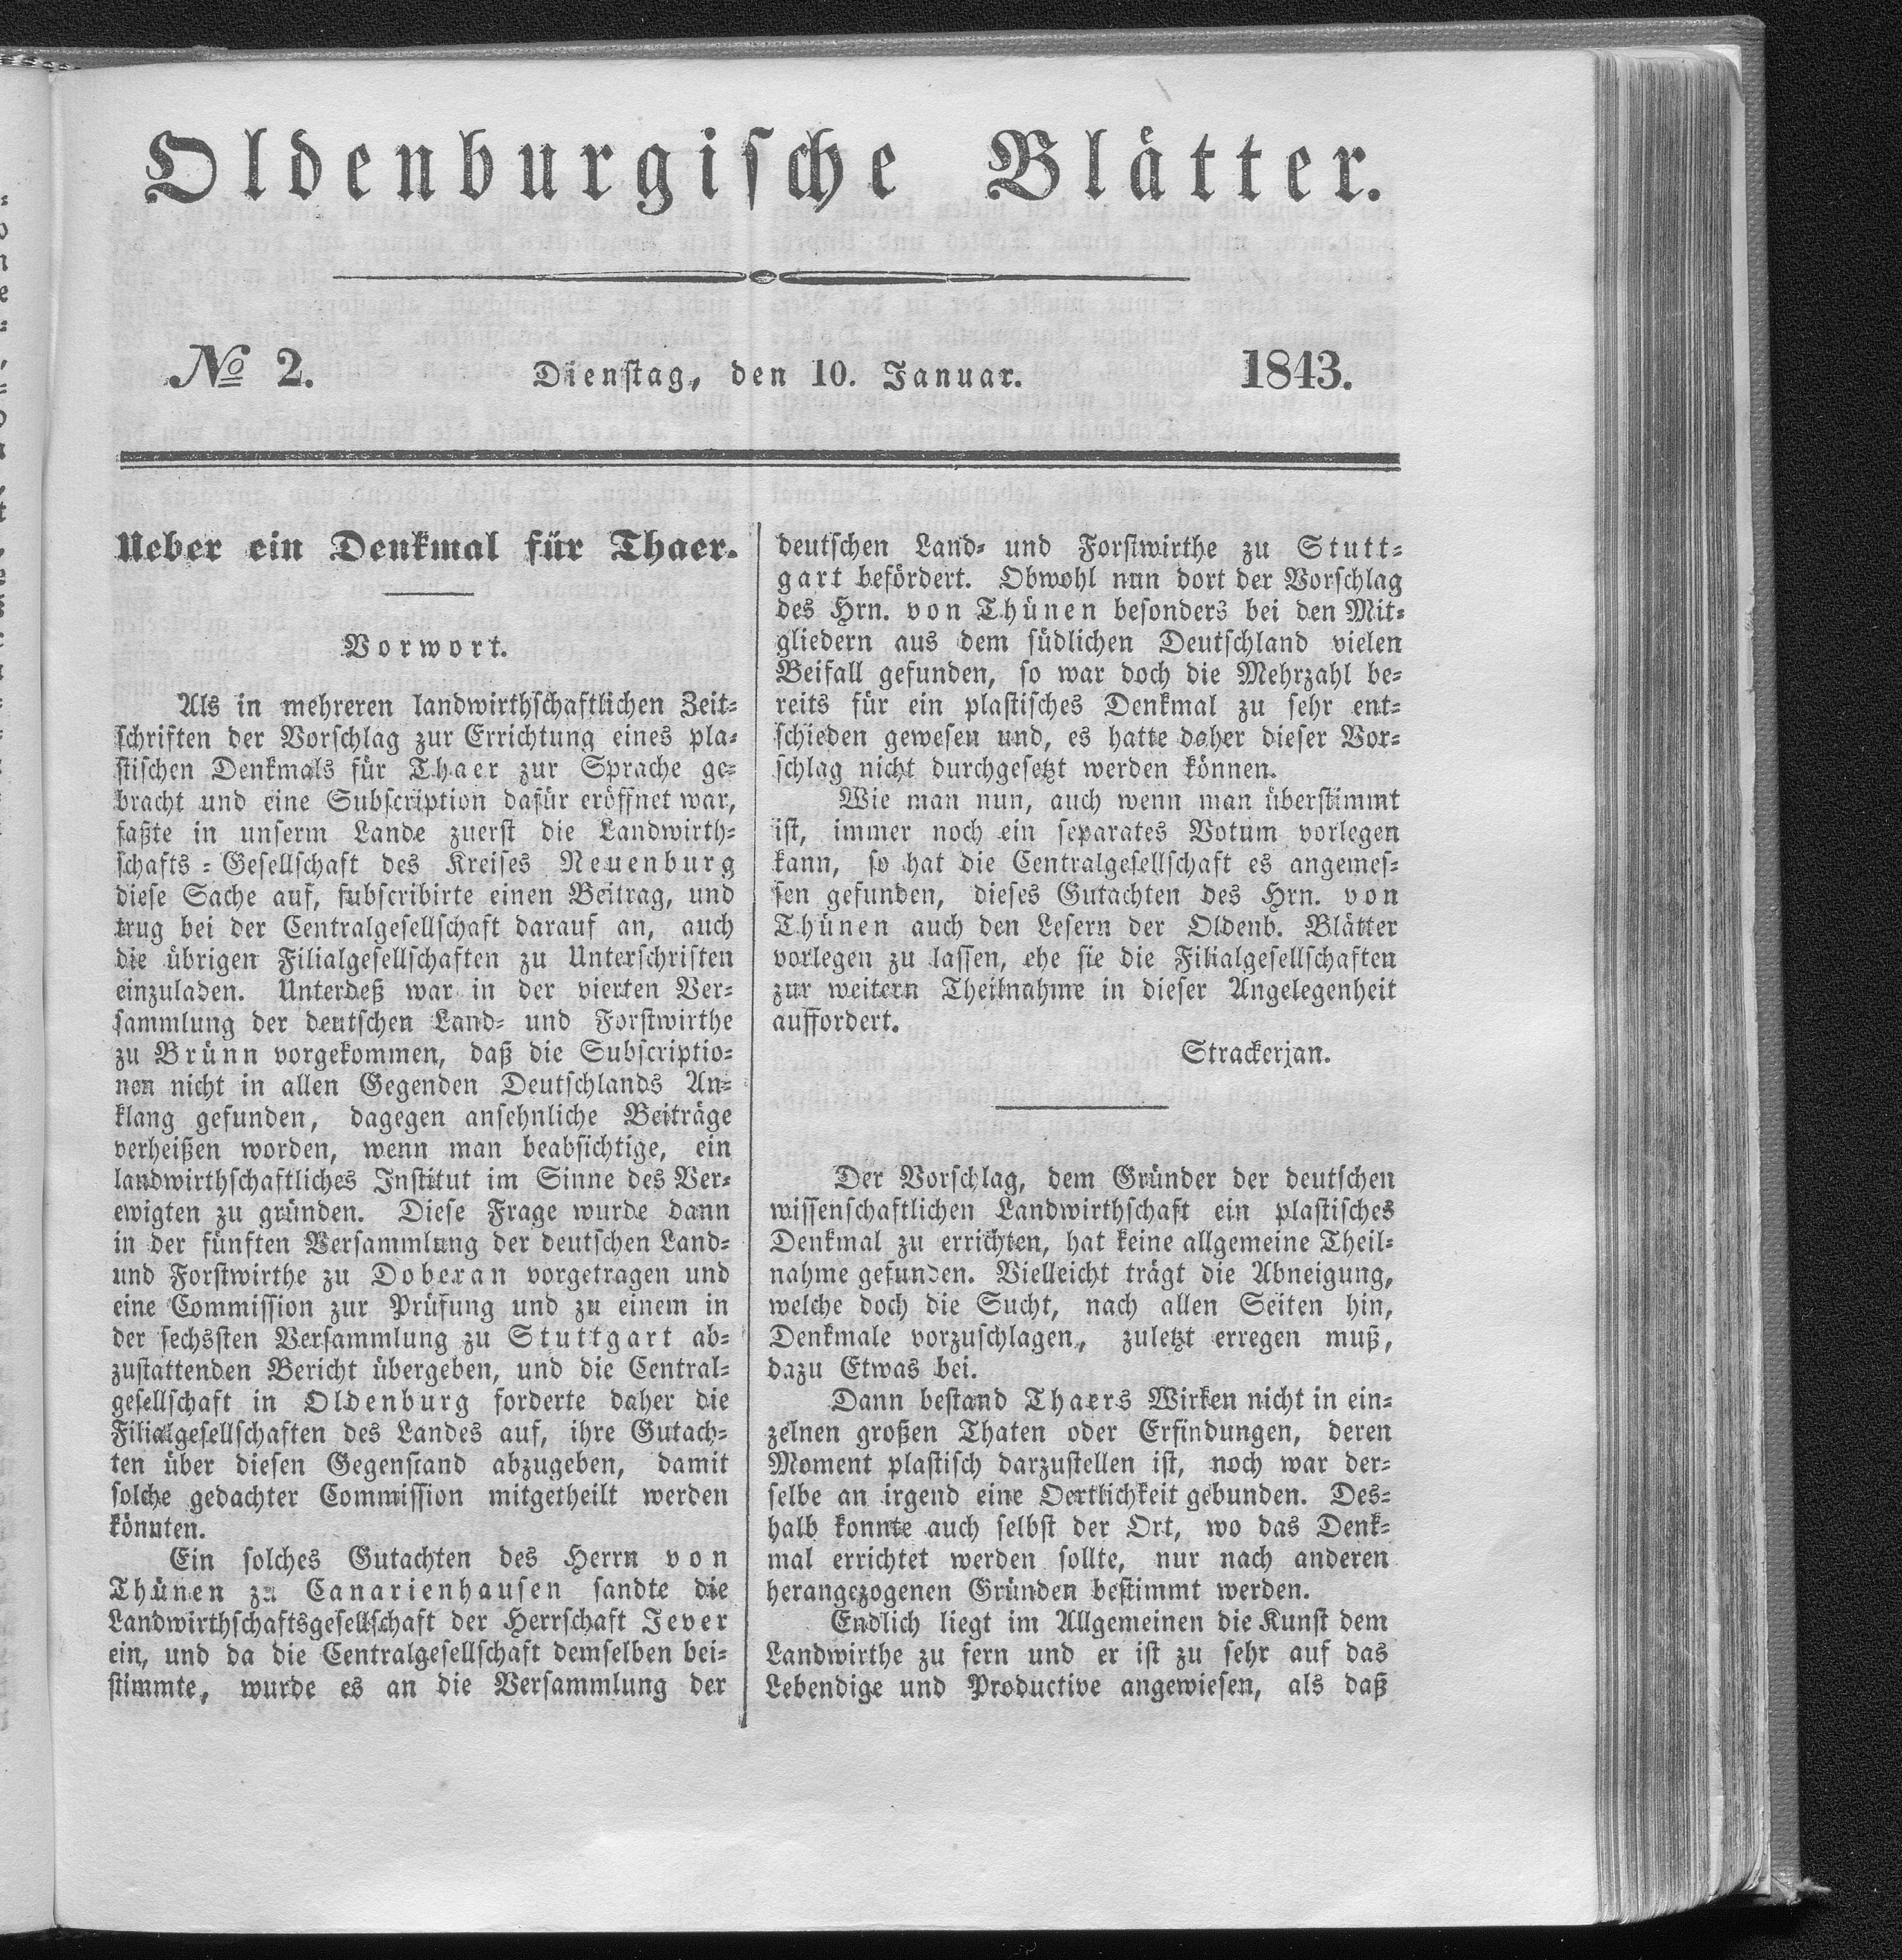 Oldenburgische Blätter.
№ 2. Dienstag, den 10. Januar. 1843.
Ueber ein Denkmal für Thaer.
Vorwort.
Als in mehreren landwirthschaftlichen Zeit=
schriften der Vorschlag zur Errichtung eines pla=
stischen Denkmals für Thaer zur Sprache ge=
bracht und eine Subscription dafür eröffnet war,
faßte in unserm Lande zuerst die Landwirth=
schafts=Gesellschaft des Kreises Neuenburg
diese Sache auf, subscribirte einen Beitrag, und
trug bei der Centralgesellschaft darauf an, auch
die übrigen Filialgesellschaften zu Unterschriften
einzuladen. Unterdeß war in der vierten Ver=
sammlung der deutschen Land= und Forstwirthe
zu Brünn vorgekommen, daß die Subscriptio=
nen nicht in allen Gegenden Deutschlands An=
klang gefunden, dagegen ansehnliche Beiträge
verheißen worden, wenn man beabsichtige, ein
landwirthschaftliches Institut im Sinne des Ver=
ewigten zu gründen. Diese Frage wurde dann
in der fünften Versammlung der deutschen Land=
und Forstwirthe zu Doberan vorgetragen und
eine Commission zur Prüfung und zu einem in
der sechsten Versammlung zu Stuttgart ab=
zustattenden Bericht übergeben, und die Central=
gesellschaft in Oldenburg forderte daher die
Filialgesellschaften des Landes auf, ihre Gutach=
ten über diesen Gegenstand abzugeben, damit
solche gedachter Commission mitgetheilt werden
könnten.
Ein solches Gutachten des Herrn von
Thünen zu Canarienhausen sandte die
Landwirthschaftsgesellschaft der Herrschaft Jever
ein, und da die Centralgesellschaft demselben bei=
stimmte, wurde es an die Versammlung der
deutschen Land= und Forstwirthe zu Stutt=
gart befördert. Obwohl nun dort der Vorschlag
des Hrn. von Thünen besonders bei den Mit=
gliedern aus dem südlichen Deutschland vielen
Beifall gefunden, so war doch die Mehrzahl be=
reits für ein plastisches Denkmal zu sehr ent=
schieden gewesen und, es hatte daher dieser Vor=
schlag nicht durchgesetzt werden können.
Wie man nun, auch wenn man überstimmt
ist, immer noch ein separates Votum vorlegen
kann, so hat die Centralgesellschaft es angemes=
sen gefunden, dieses Gutachten des Hrn. von
Thünen auch den Lesern der Oldenb. Blätter
vorlegen zu lassen, ehe sie die Filialgesellschaften
zur weitern Theilnahme in dieser Angelegenheit
auffordert.
Strackerjan.
Der Vorschlag, dem Gründer der deutschen
wissenschaftlichen Landwirthschaft ein plastisches
Denkmal zu errichten, hat keine allgemeine Theil=
nahme gefunden. Vielleicht trägt die Abneigung,
welche doch die Sucht, nach allen Seiten hin,
Denkmale vorzuschlagen, zuletzt erregen muß,
dazu Etwas bei.
Dann bestand Thaers Wirken nicht in ein=
zelnen großen Thaten oder Erfindungen, deren
Moment plastisch darzustellen ist, noch war der=
selbe an irgend eine Oertlichkeit gebunden. Des=
halb konnte auch selbst der Ort, wo das Denk=
mal errichtet werden sollte, nur nach anderen
herangezogenen Gründen bestimmt werden.
Endlich liegt im Allgemeinen die Kunst dem
Landwirthe zu fern und er ist zu sehr auf das
Lebendige und Productive angewiesen, als daß